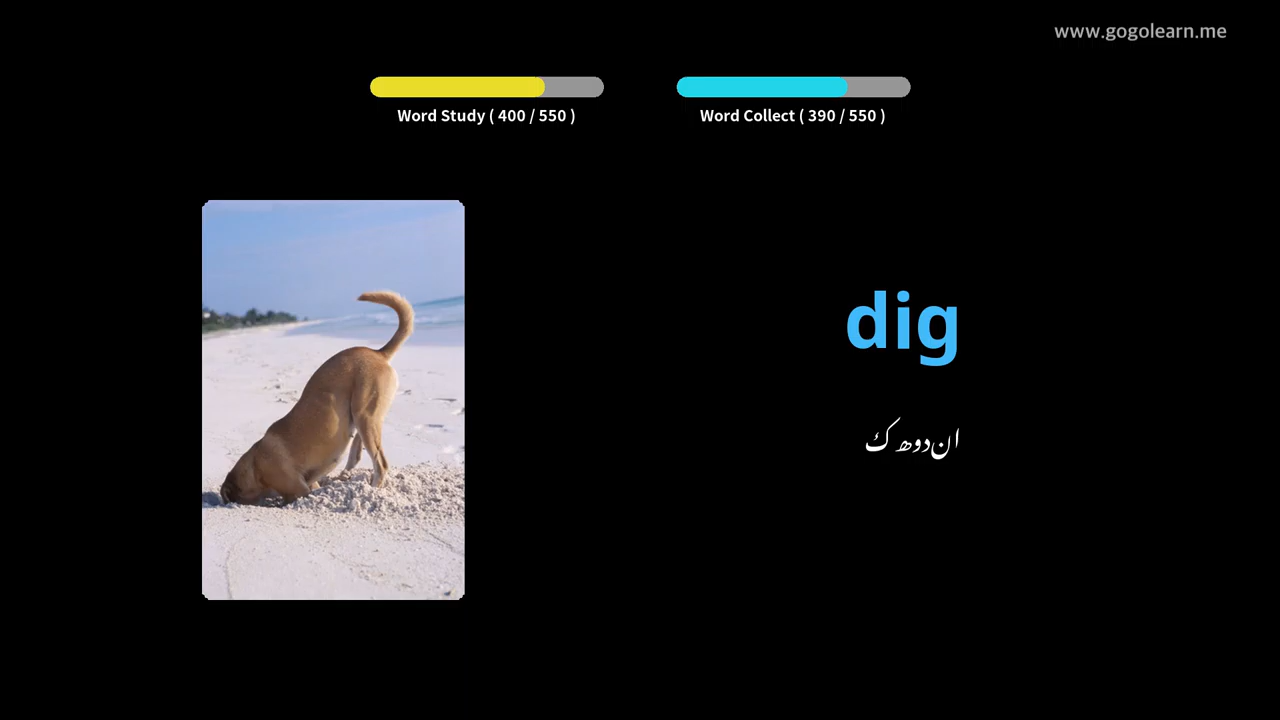 www.gogolearn.me
Word Study ( 400 / 550 )
Word Collect ( 390 / 550 )
dig
ان‌دوھ ک